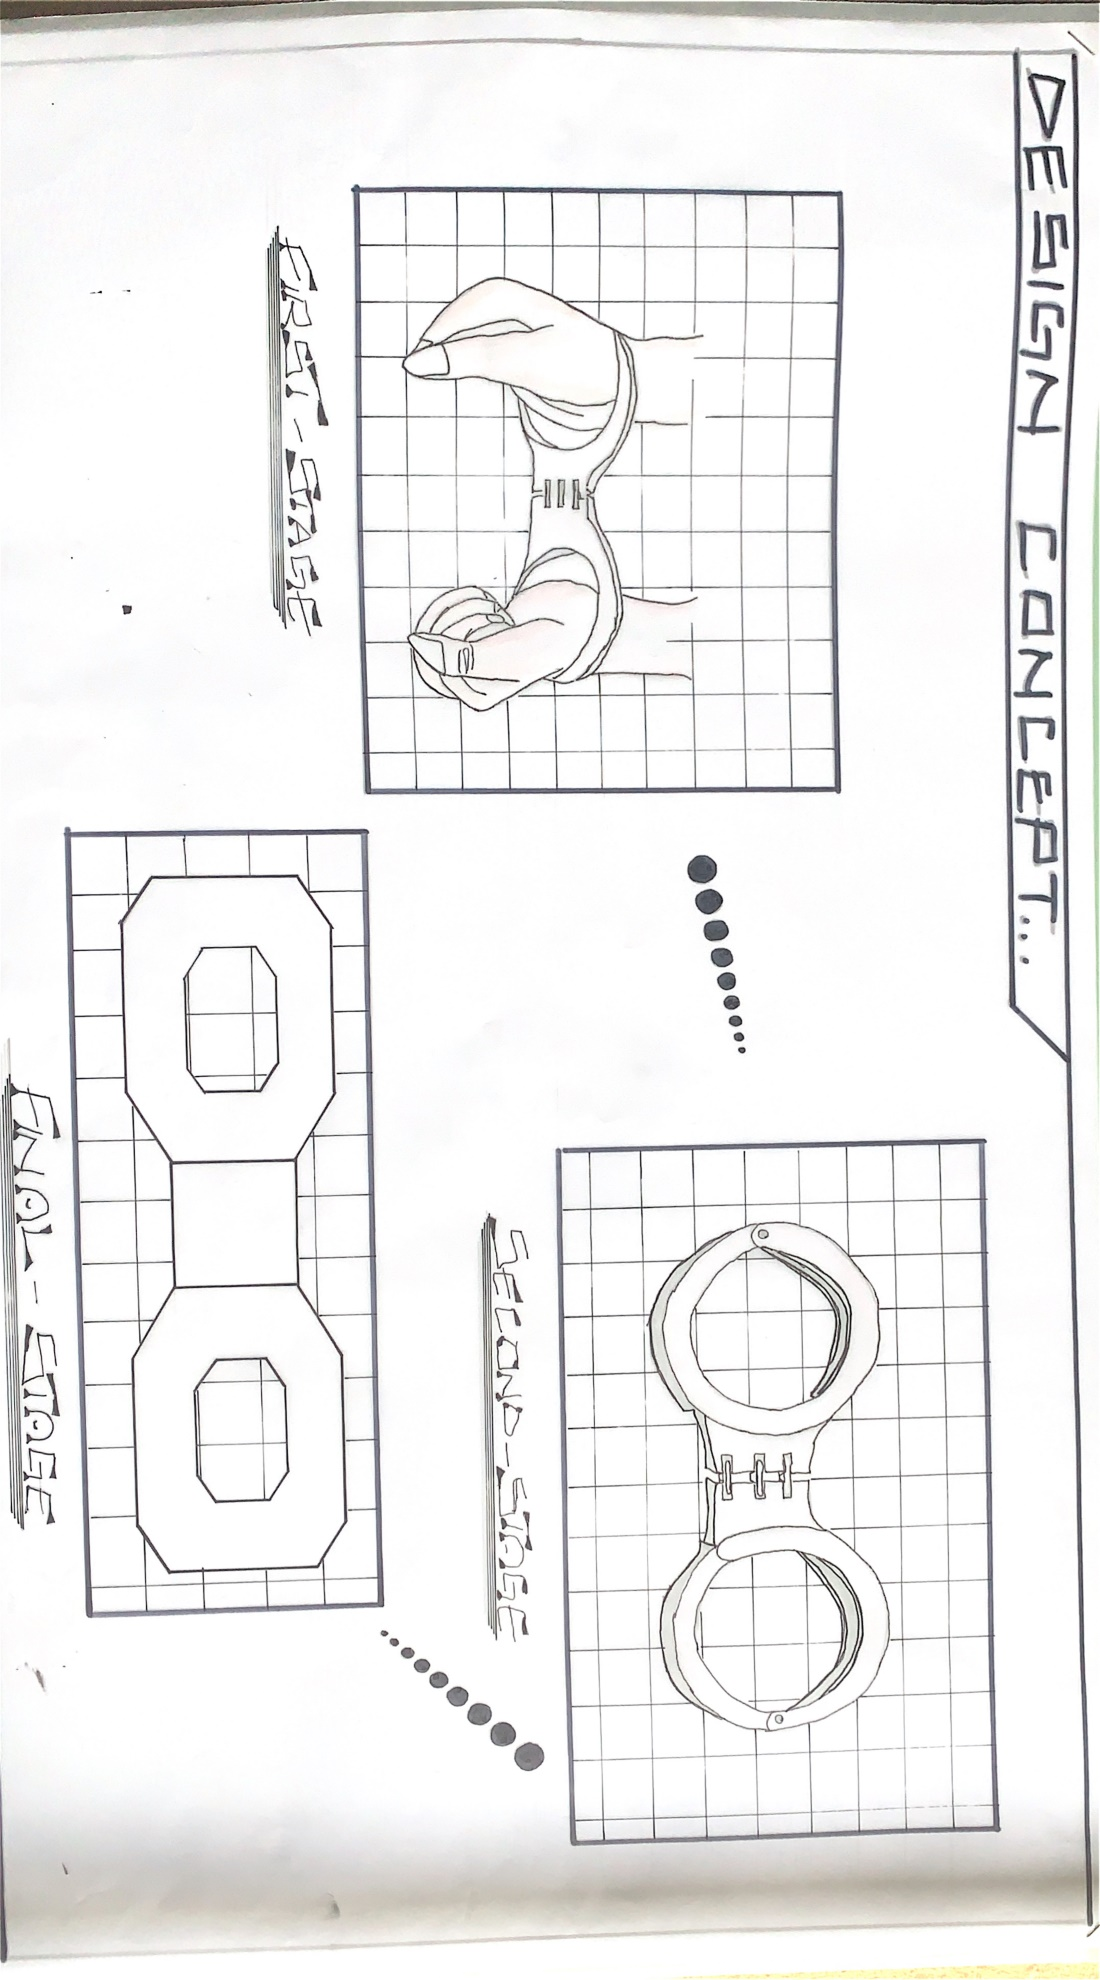 DESIGN CONCEPT...
FIRST-STAGE
SECOND-STAGE
FINAL-STAGE